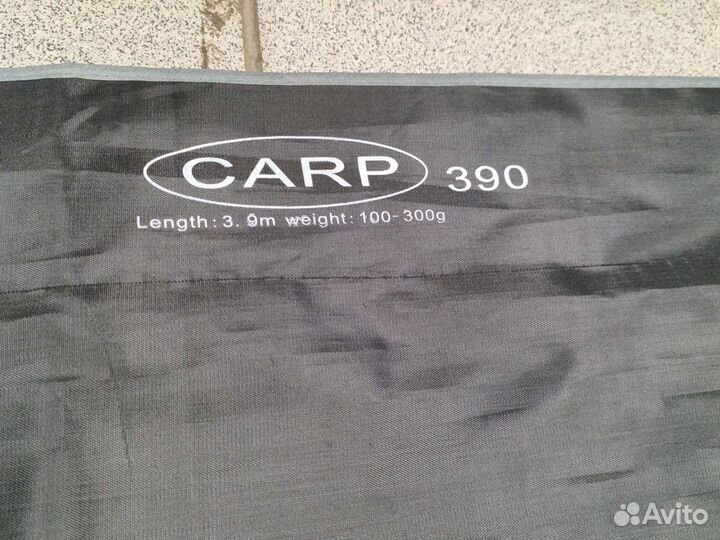 CARP 390
Length: 3. 9m weight: 100-300g
Avito